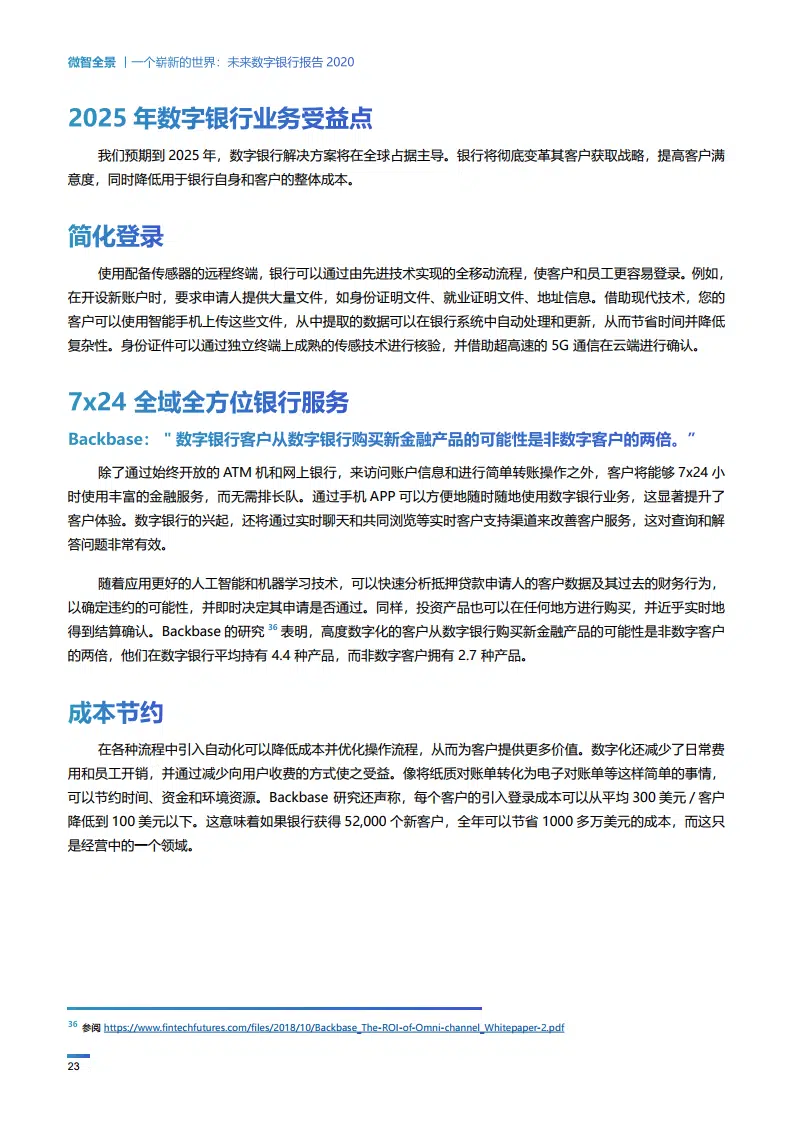 微智全景 | 一个崭新的世界：未来数字银行报告 2020
2025 年数字银行业务受益点
我们预期到 2025 年，数字银行解决方案将在全球占据主导。银行将彻底变革其客户获取战略，提高客户满
意度，同时降低用于银行自身和客户的整体成本。
简化登录
使用配备传感器的远程终端，银行可以通过由先进技术实现的全移动流程，使客户和员工更容易登录。例如，
在开设新账户时，要求申请人提供大量文件，如身份证明文件、就业证明文件、地址信息。借助现代技术，您的
客户可以使用智能手机上传这些文件，从中提取的数据可以在银行系统中自动处理和更新，从而节省时间并降低
复杂性。身份证件可以通过独立终端上成熟的传感技术进行核验，并借助超高速的 5G 通信在云端进行确认。
7x24 全域全方位银行服务
Backbase： " 数字银行客户从数字银行购买新金融产品的可能性是非数字客户的两倍。”
除了通过始终开放的 ATM 机和网上银行，来访问账户信息和进行简单转账操作之外，客户将能够 7x24 小
时使用丰富的金融服务，而无需排长队。通过手机 APP 可以方便地随时随地使用数字银行业务，这显著提升了
客户体验。数字银行的兴起，还将通过实时聊天和共同浏览等实时客户支持渠道来改善客户服务，这对查询和解
答问题非常有效。
随着应用更好的人工智能和机器学习技术，可以快速分析抵押贷款申请人的客户数据及其过去的财务行为，
以确定违约的可能性，并即时决定其申请是否通过。同样，投资产品也可以在任何地方进行购买，并近乎实时地
得到结算确认。Backbase 的研究 36 表明，高度数字化的客户从数字银行购买新金融产品的可能性是非数字客户
的两倍，他们在数字银行平均持有 4.4 种产品，而非数字客户拥有 2.7 种产品。
成本节约
在各种流程中引入自动化可以降低成本并优化操作流程，从而为客户提供更多价值。数字化还减少了日常费
用和员工开销，并通过减少向用户收费的方式使之受益。像将纸质对账单转化为电子对账单等这样简单的事情，
可以节约时间、资金和环境资源。Backbase 研究还声称，每个客户的引入登录成本可以从平均 300 美元 / 客户
降低到 100 美元以下。这意味着如果银行获得 52,000 个新客户，全年可以节省 1000 多万美元的成本，而这只
是经营中的一个领域。
36 参阅 https://www.fintechfutures.com/files/2018/10/Backbase_The-ROI-of-Omni-channel_Whitepaper-2.pdf
23